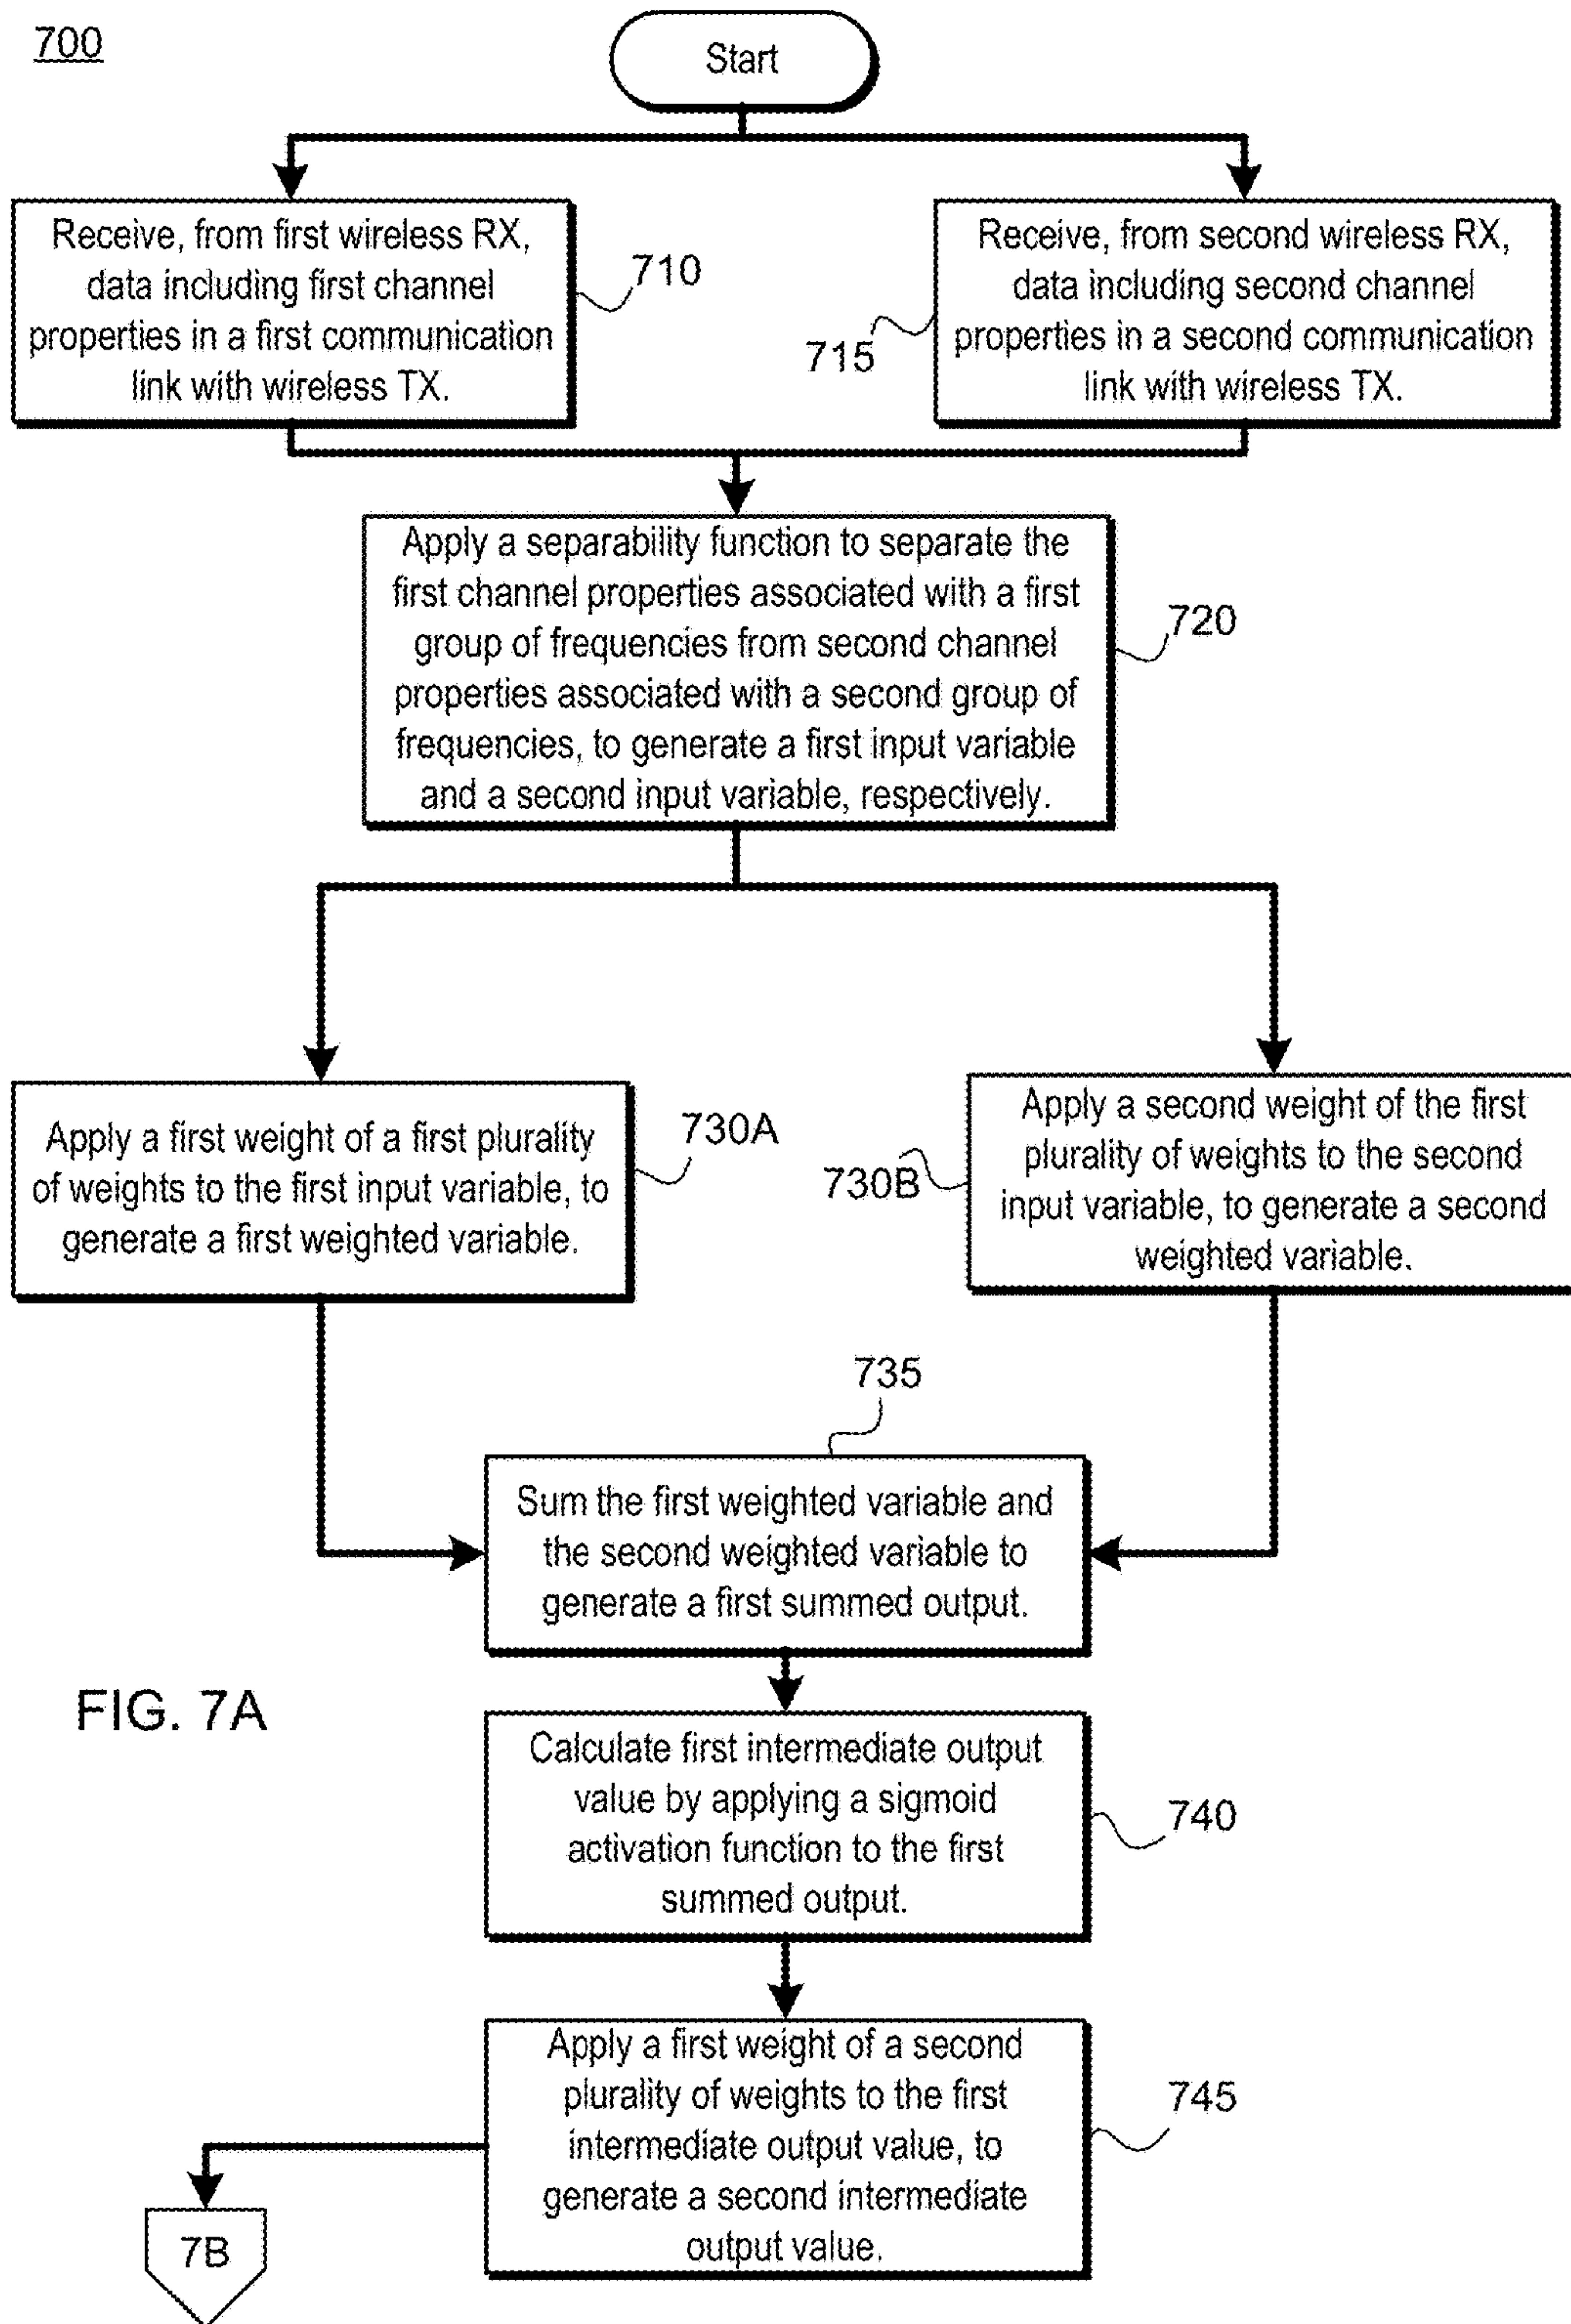 700
Start
Receive, from first wireless RX,
data including first channel
properties in a first communication
link with wireless TX.
710
Receive, from second wireless RX,
data including second channel
properties in a second communication
link with wireless TX.
715
Apply a separability function to separate the
first channel properties associated with a first
group of frequencies from second channel
properties associated with a second group of
frequencies, to generate a first input variable
and a second input variable, respectively.
720
Apply a first weight of a first plurality
of weights to the first input variable, to
generate a first weighted variable.
730A
Apply a second weight of the first
plurality of weights to the second
input variable, to generate a second
weighted variable.
730B
735
Sum the first weighted variable and
the second weighted variable to
generate a first summed output.
FIG. 7A
Calculate first intermediate output
value by applying a sigmoid
activation function to the first
summed output.
740
Apply a first weight of a second
plurality of weights to the first
intermediate output value, to
generate a second intermediate
output value.
745
7B